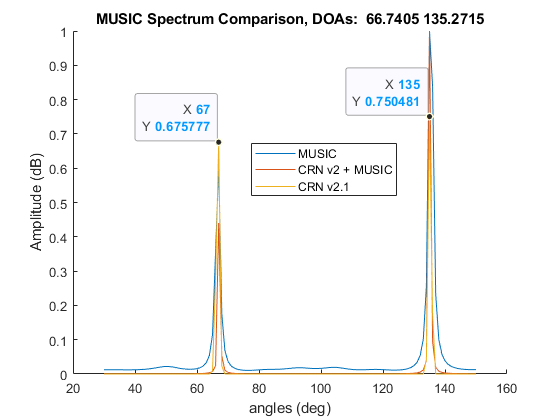 MUSIC Spectrum Comparison, DOAs: 66.7405 135.2715
1
0.9
0.8
0.7
0.6
0.5
0.4
0.3
0.2
0.1
0
Amplitude (dB)
X 67
Y 0.675777
X 135
Y 0.750481
MUSIC
CRN v2 + MUSIC
CRN v2.1
20 40 60 80 100 120 140 160
angles (deg)